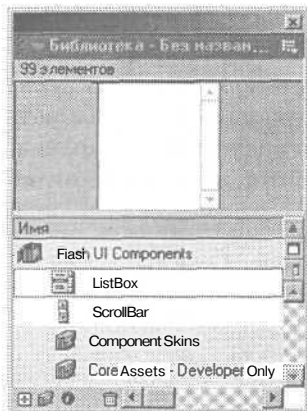 Библиотека - Без назван...
99 элементов
Имя
Flash UI Components
ListBox
ScrollBar
Component Skins
Core Assets - Developer Only